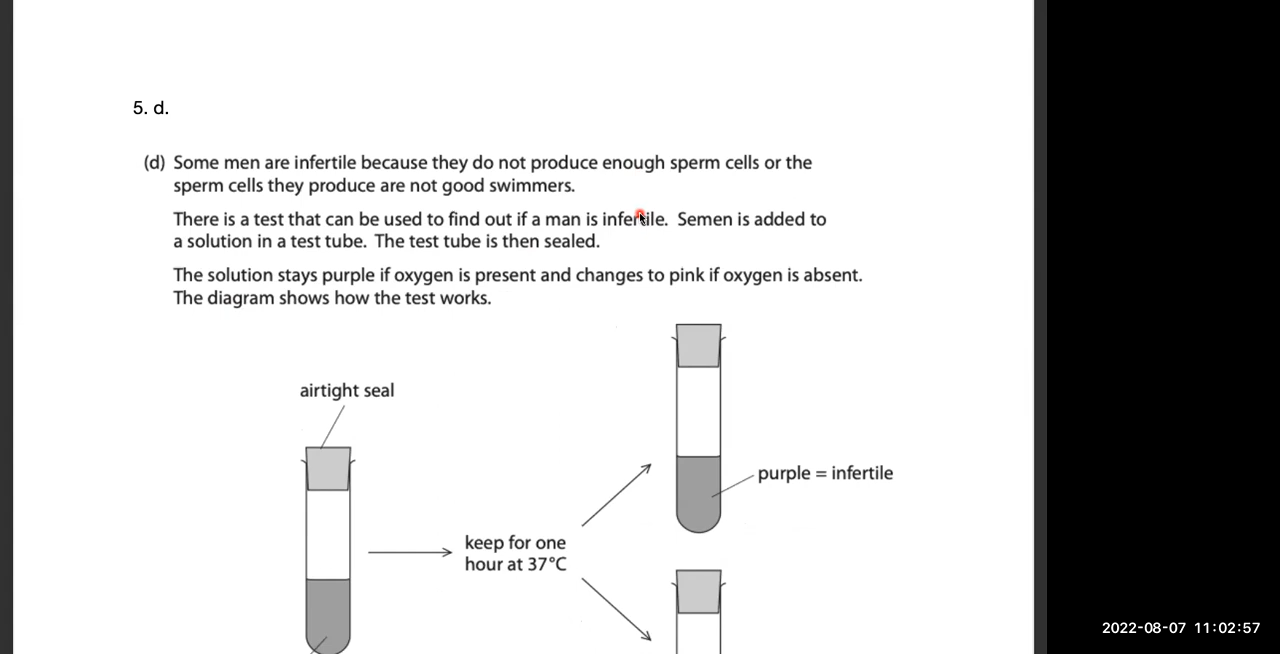 5. d.
(d) Some men are infertile because they do not produce enough sperm cells or the
sperm cells they produce are not good swimmers.
There is a test that can be used to find out if a man is infertile. Semen is added to
a solution in a test tube. The test tube is then sealed.
The solution stays purple if oxygen is present and changes to pink if oxygen is absent.
The diagram shows how the test works.
airtight seal
purple = infertile
keep for one
hour at 37°C
2022-08-07 11:02:57